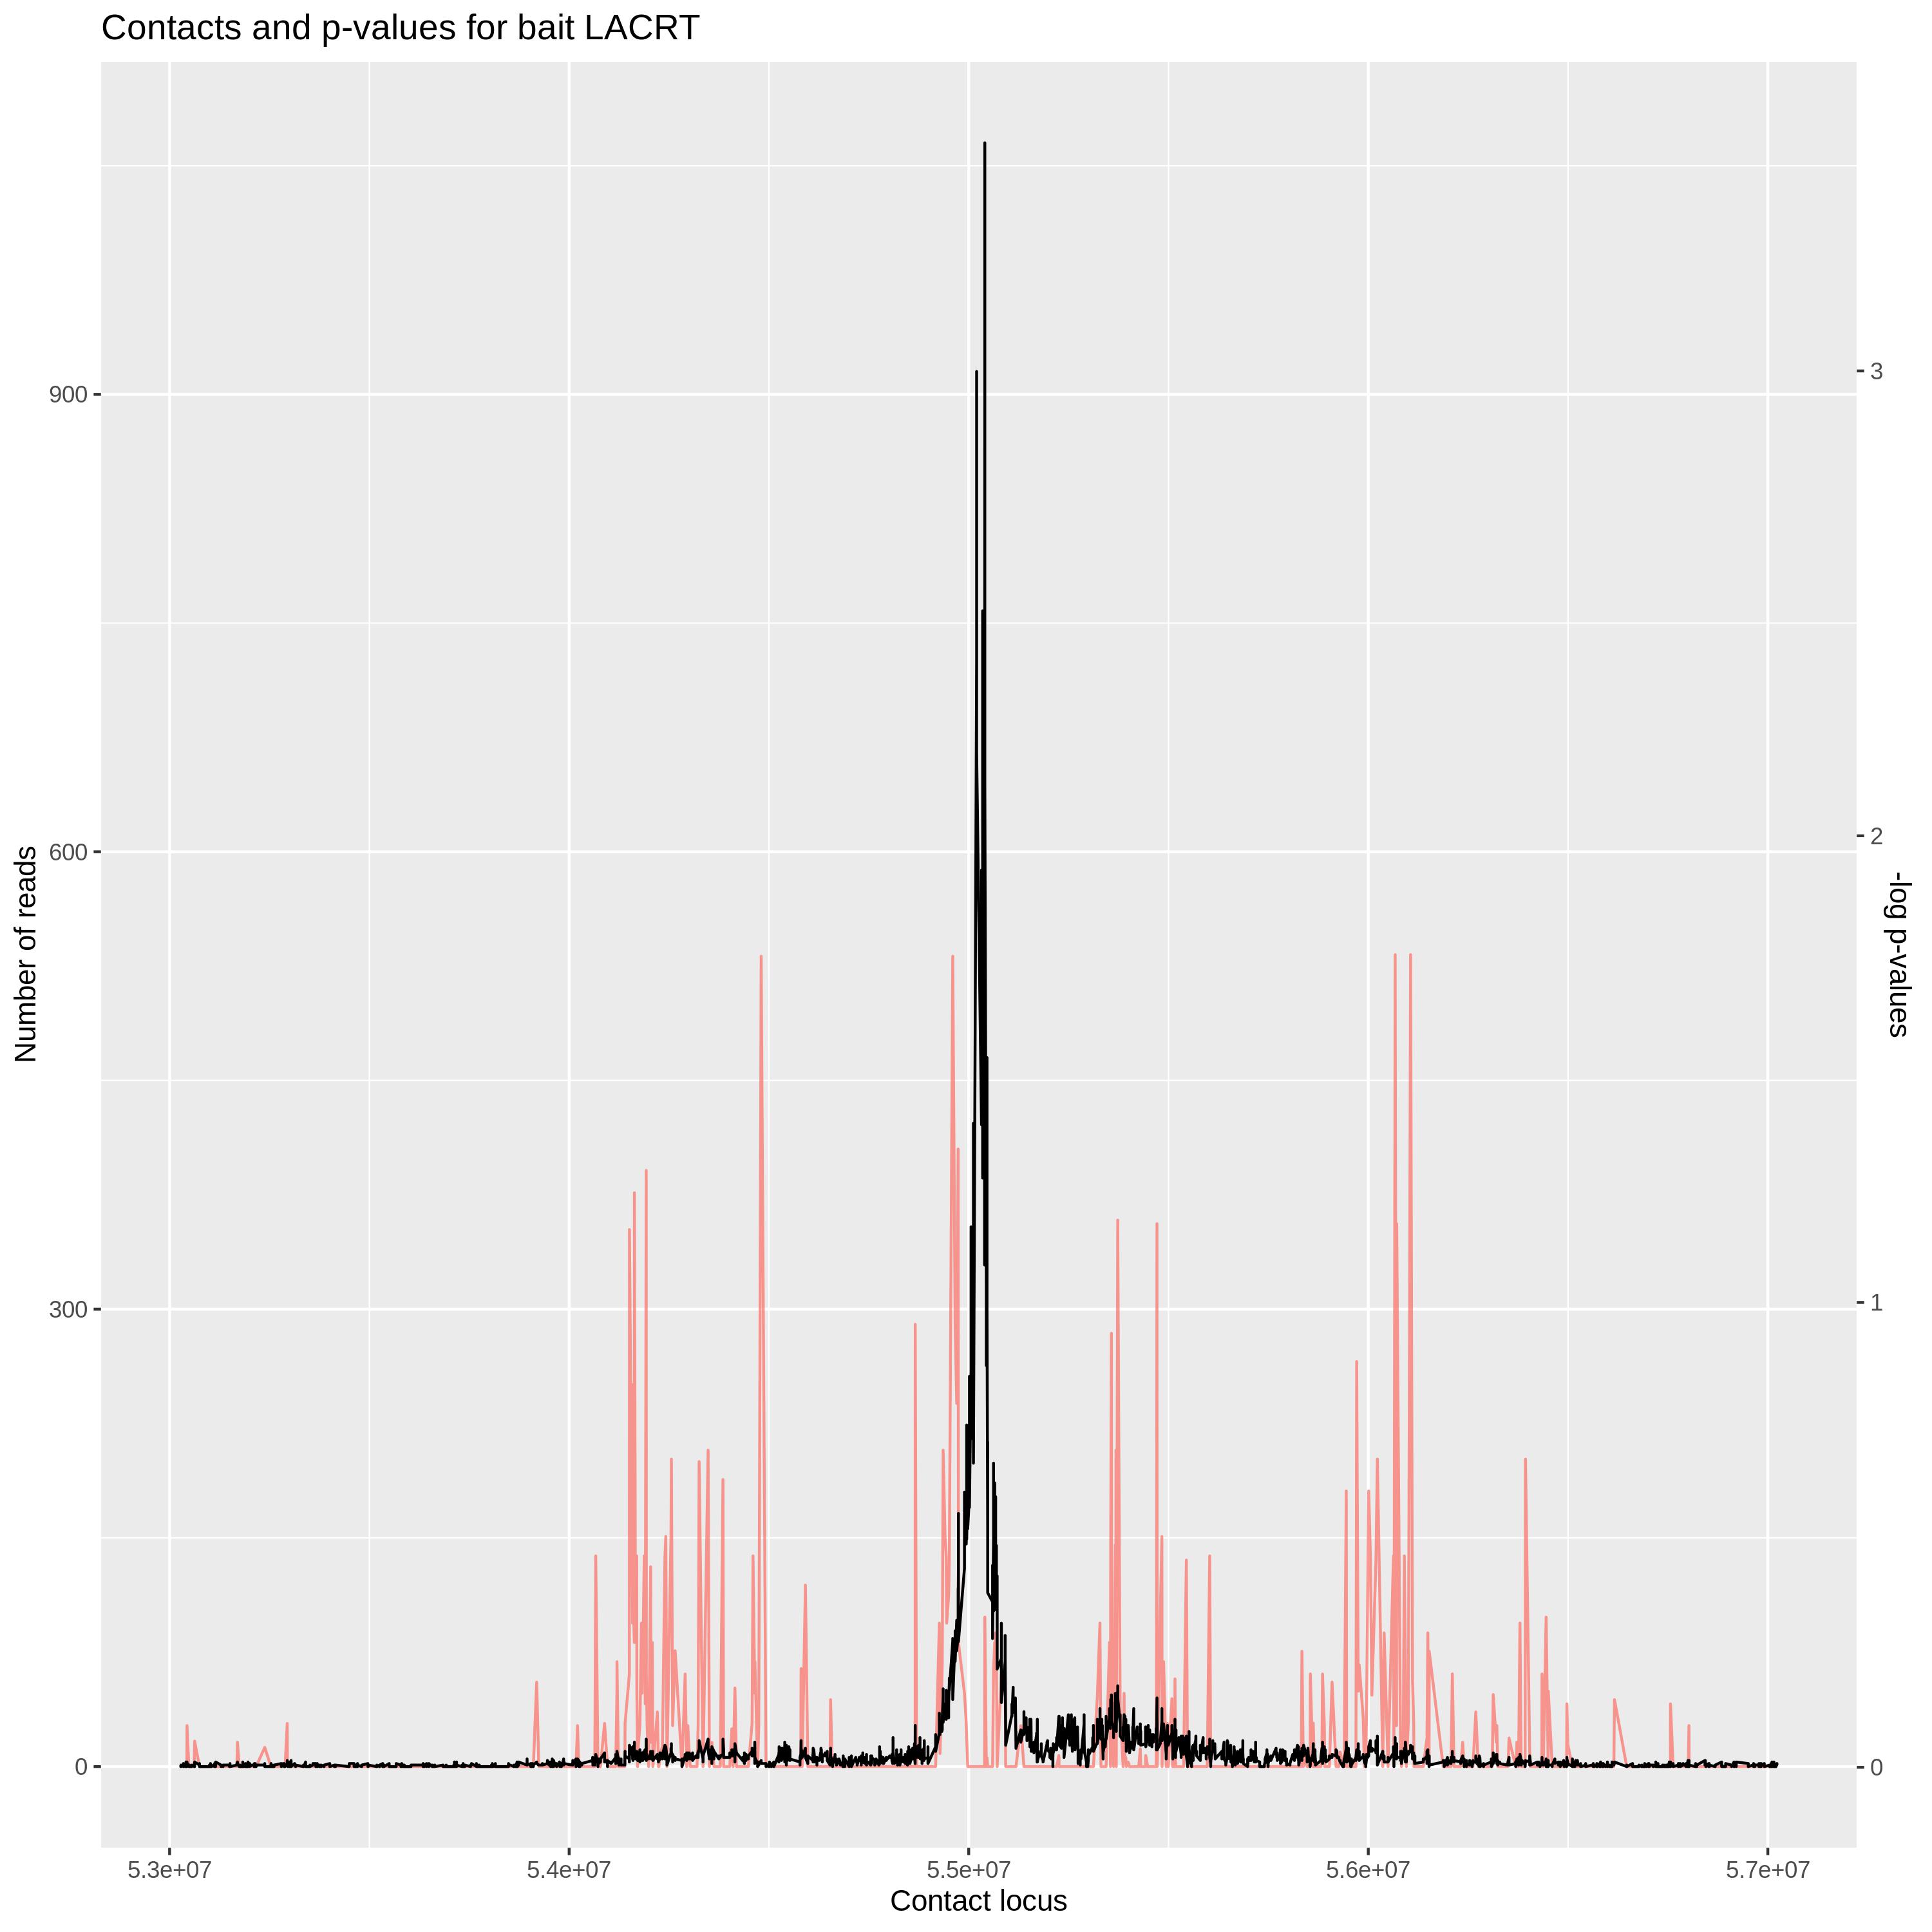 Contacts and p-values for bait LACRT
900
600
300
0
Number of reads
3
2
1
0
-log p-values
5.3e+07
5.4e+07
5.5e+07
5.6e+07
5.7e+07
Contact locus